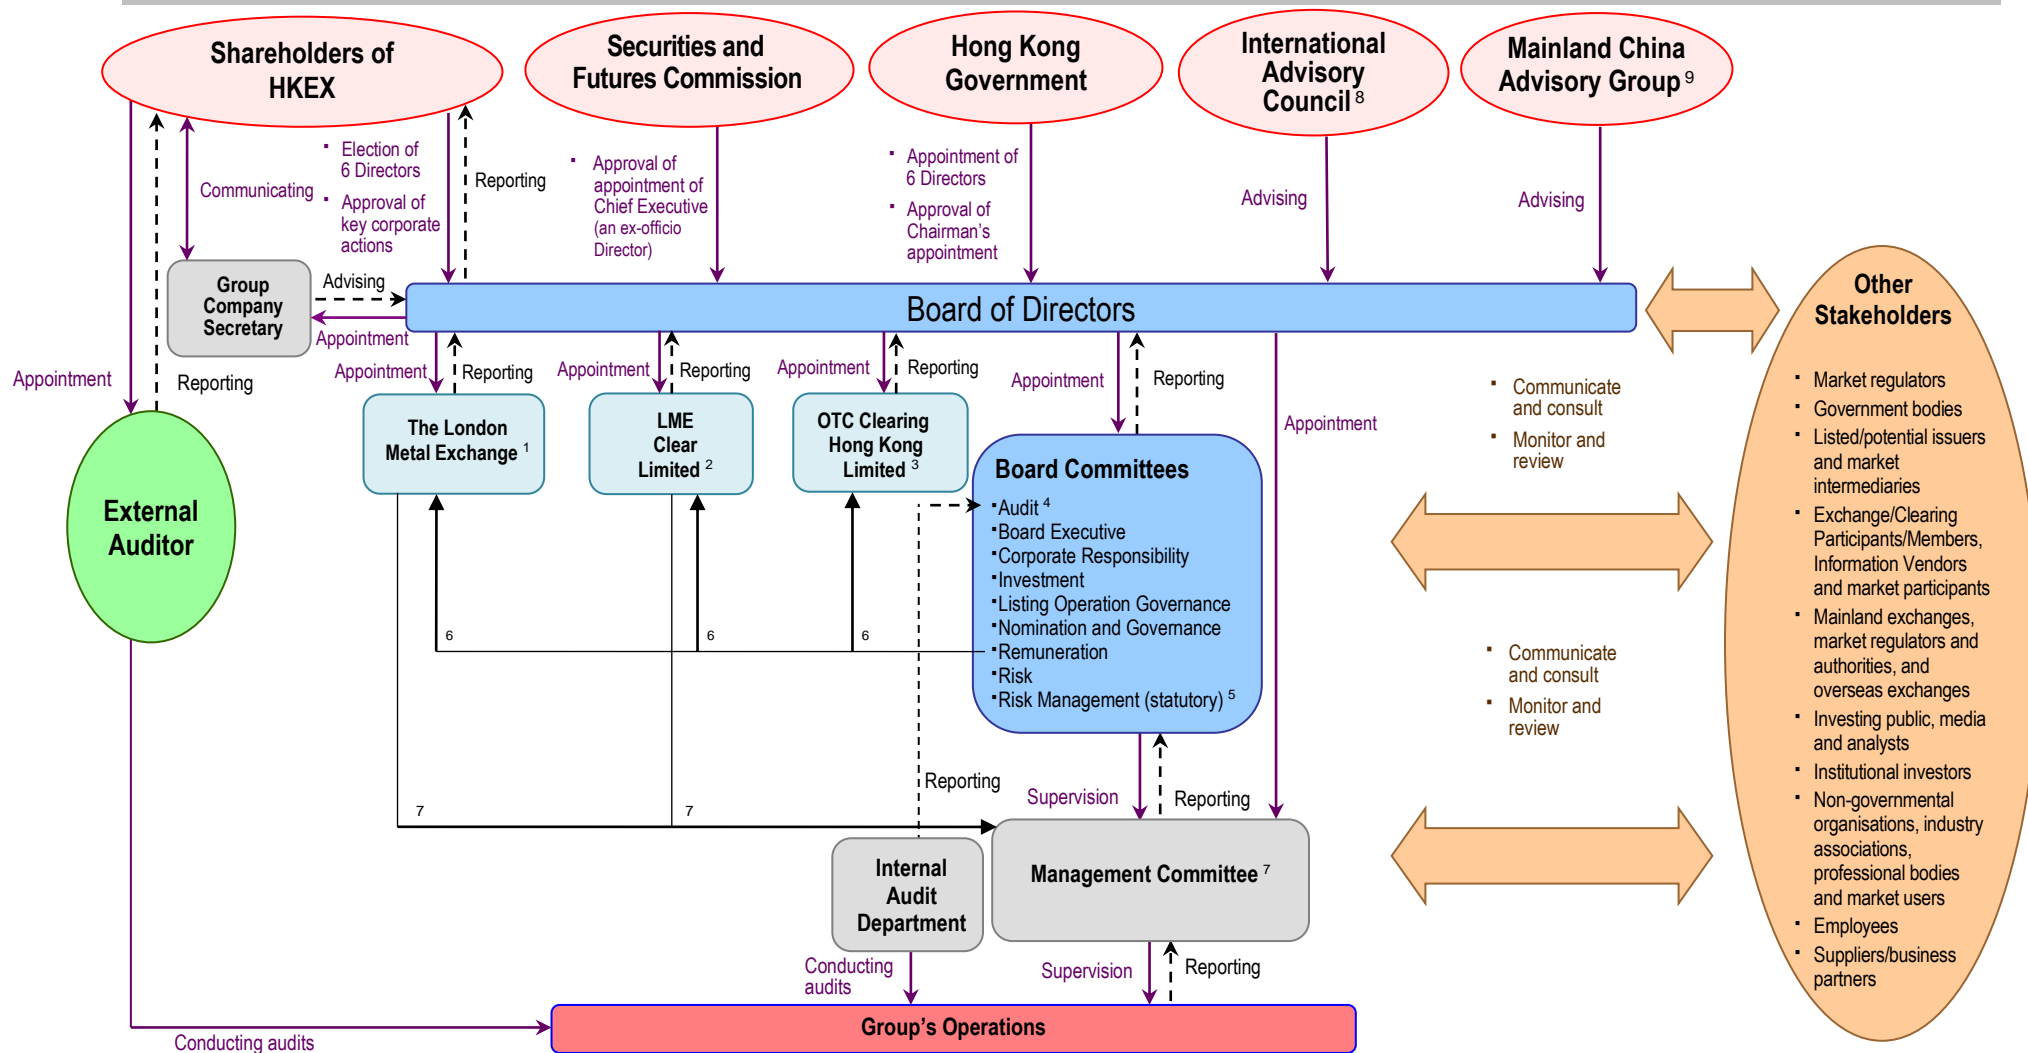 Shareholders of
HKEX
Securities and
Futures Commission
Hong Kong
Government
International
Advisory
Council 8
Mainland China
Advisory Group 9
Communicating
▪ Election of
6 Directors
▪ Approval of
key corporate
actions
Reporting
▪ Approval of
appointment of
Chief Executive
(an ex-officio
Director)
▪ Appointment of
6 Directors
▪ Approval of
Chairman’s
appointment
Advising
Advising
Group
Company
Secretary
Advising
Appointment
Board of Directors
Appointment
Reporting
Appointment
Reporting
Appointment
Reporting
Appointment
Reporting
Appointment
Reporting
Appointment
The London
Metal Exchange 1
LME
Clear
Limited 2
OTC Clearing
Hong Kong
Limited 3
External
Auditor
Board Committees
▪Audit 4
▪Board Executive
▪Corporate Responsibility
▪Investment
▪Listing Operation Governance
▪Nomination and Governance
▪Remuneration
▪Risk
▪Risk Management (statutory) 5
6
6
6
7
7
Reporting
Supervision
Reporting
Internal
Audit
Department
Management Committee 7
Conducting
audits
Supervision
Reporting
Group’s Operations
Conducting audits
▪ Communicate
and consult
▪ Monitor and
review
▪ Communicate
and consult
▪ Monitor and
review
Other
Stakeholders
▪ Market regulators
▪ Government bodies
▪ Listed/potential issuers
and market
intermediaries
▪ Exchange/Clearing
Participants/Members,
Information Vendors
and market participants
▪ Mainland exchanges,
market regulators and
authorities, and
overseas exchanges
▪ Investing public, media
and analysts
▪ Institutional investors
▪ Non-governmental
organisations, industry
associations,
professional bodies
and market users
▪ Employees
▪ Suppliers/business
partners